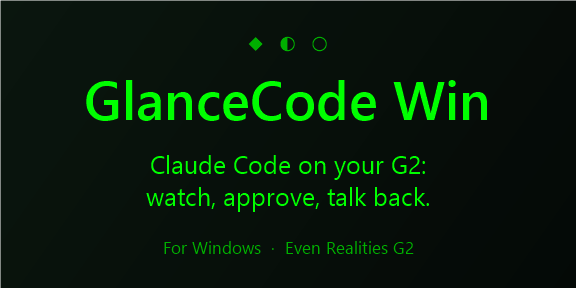 GlanceCode Win
Claude Code on your G2:
watch, approve, talk back.
For Windows · Even Realities G2